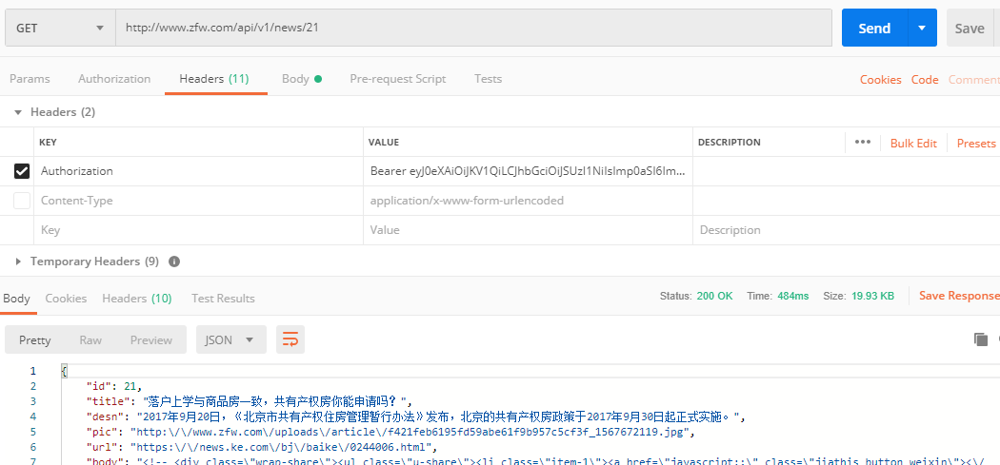 GET http://www.zfw.com/api/v1/news/21 Send Save
Params Authorization Headers (11) Body Pre-request Script Tests Cookies Code Comment
Headers (2)
KEY VALUE DESCRIPTION ••• Bulk Edit Presets
Authorization Bearer eyJ0eXAiOiJKV1QiLCJhbGciOiJSUzI1NiIsImp0aSI6Im...
Content-Type application/x-www-form-urlencoded
Key Value Description
Temporary Headers (9)
Body Cookies Headers (10) Test Results Status: 200 OK Time: 484ms Size: 19.93 KB Save Response
Pretty Raw Preview JSON
1 {
2 "id": 21,
3 "title": "落户上学与商品房一致，共有产权房你能申请吗？",
4 "desn": "2017年9月20日，《北京市共有产权住房管理暂行办法》发布，北京的共有产权房政策于2017年9月30日起正式实施。",
5 "pic": "http:\/\/www.zfw.com\/uploads\/article\/f421feb6195fd59abe61f9b957c5cf3f_1567672119.jpg",
6 "url": "https:\/\/news.ke.com\/bj\/baike\/0244006.html",
7 "body": "<!-- <div class=\"wrap-share\"><ul class=\"u-share\"><li class=\"item-1\"><a href=\"javascript:;\" class=\"jiathis_button_weixin\"><\/